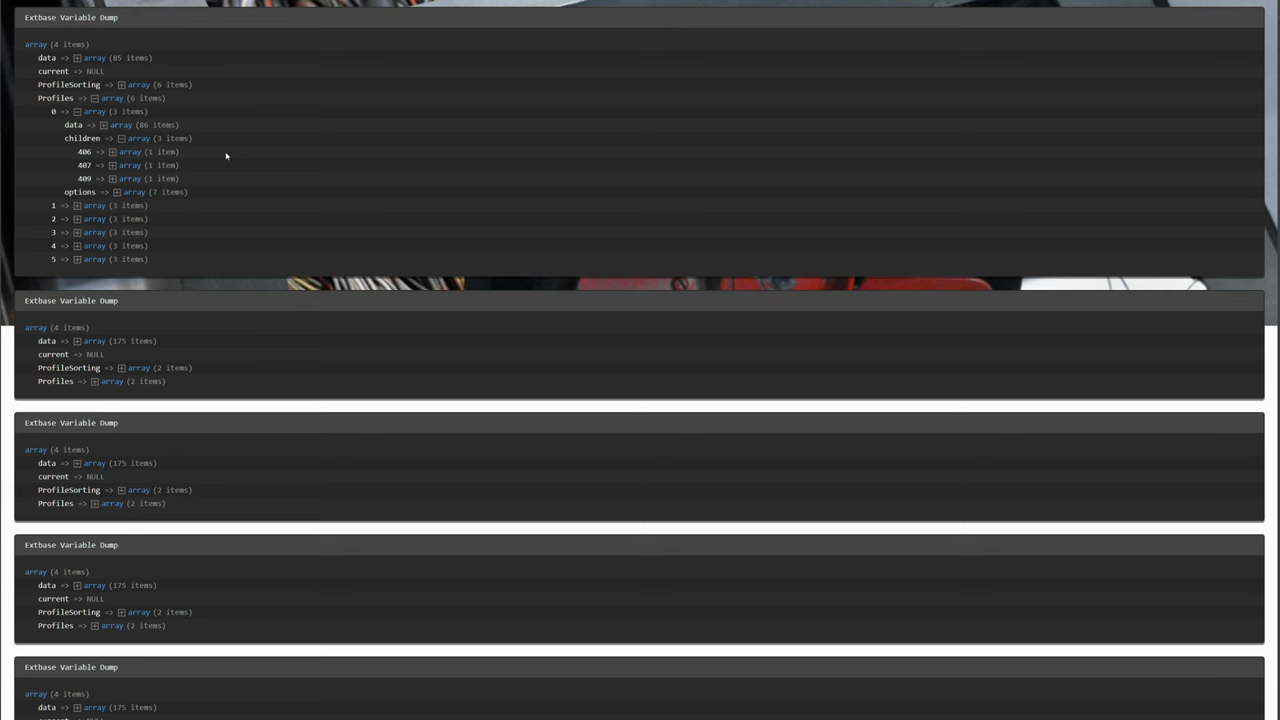 Extbase Variable Dump
array (4 items)
data => array (85 items)
current => NULL
ProfileSorting => array (6 items)
Profiles => array (6 items)
0 => array (3 items)
data => array (86 items)
children => array (3 items)
406 => array (1 item)
407 => array (1 item)
409 => array (1 item)
options => array (7 items)
1 => array (3 items)
2 => array (3 items)
3 => array (3 items)
4 => array (3 items)
5 => array (3 items)
Extbase Variable Dump
array (4 items)
data => array (175 items)
current => NULL
ProfileSorting => array (2 items)
Profiles => array (2 items)
Extbase Variable Dump
array (4 items)
data => array (175 items)
current => NULL
ProfileSorting => array (2 items)
Profiles => array (2 items)
Extbase Variable Dump
array (4 items)
data => array (175 items)
current => NULL
ProfileSorting => array (2 items)
Profiles => array (2 items)
Extbase Variable Dump
array (4 items)
data => array (175 items)